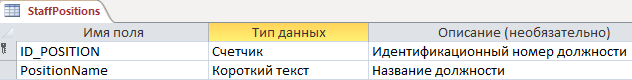 StaffPositions
Имя поля Тип данных Описание (необязательно)
ID_POSITION Счетчик Идентификационный номер должности
PositionName Короткий текст Название должности